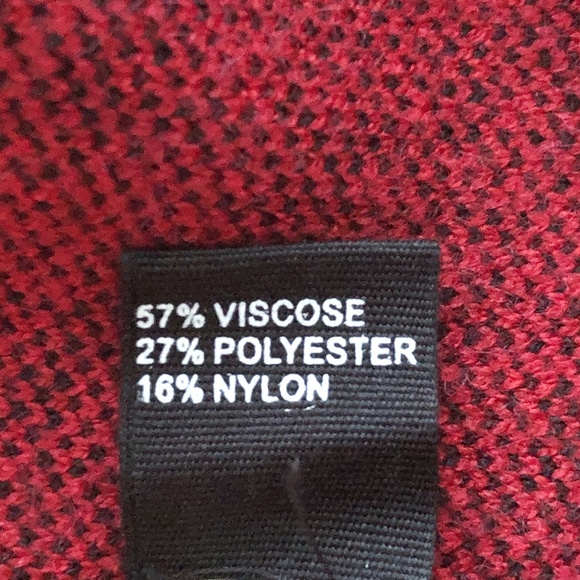 57% VISCOSE
27% POLYESTER
16% NYLON